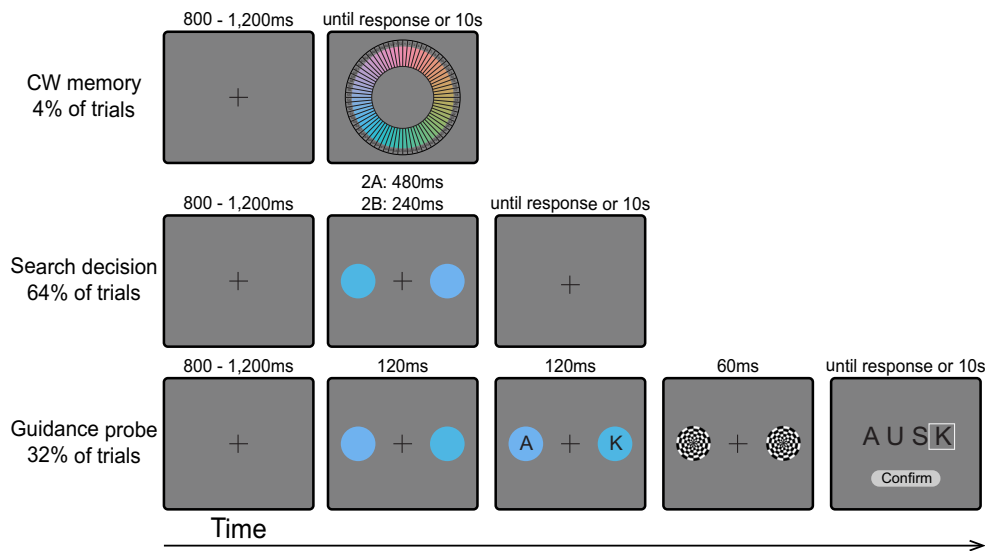 800 - 1,200ms
until response or 10s
CW memory
4% of trials
2A: 480ms
800 - 1,200ms
2B: 240ms
until response or 10s
Search decision
64% of trials
800 - 1,200ms
120ms
120ms
60ms
until response or 10s
Guidance probe
32% of trials
A
K
A U S K
Confirm
Time